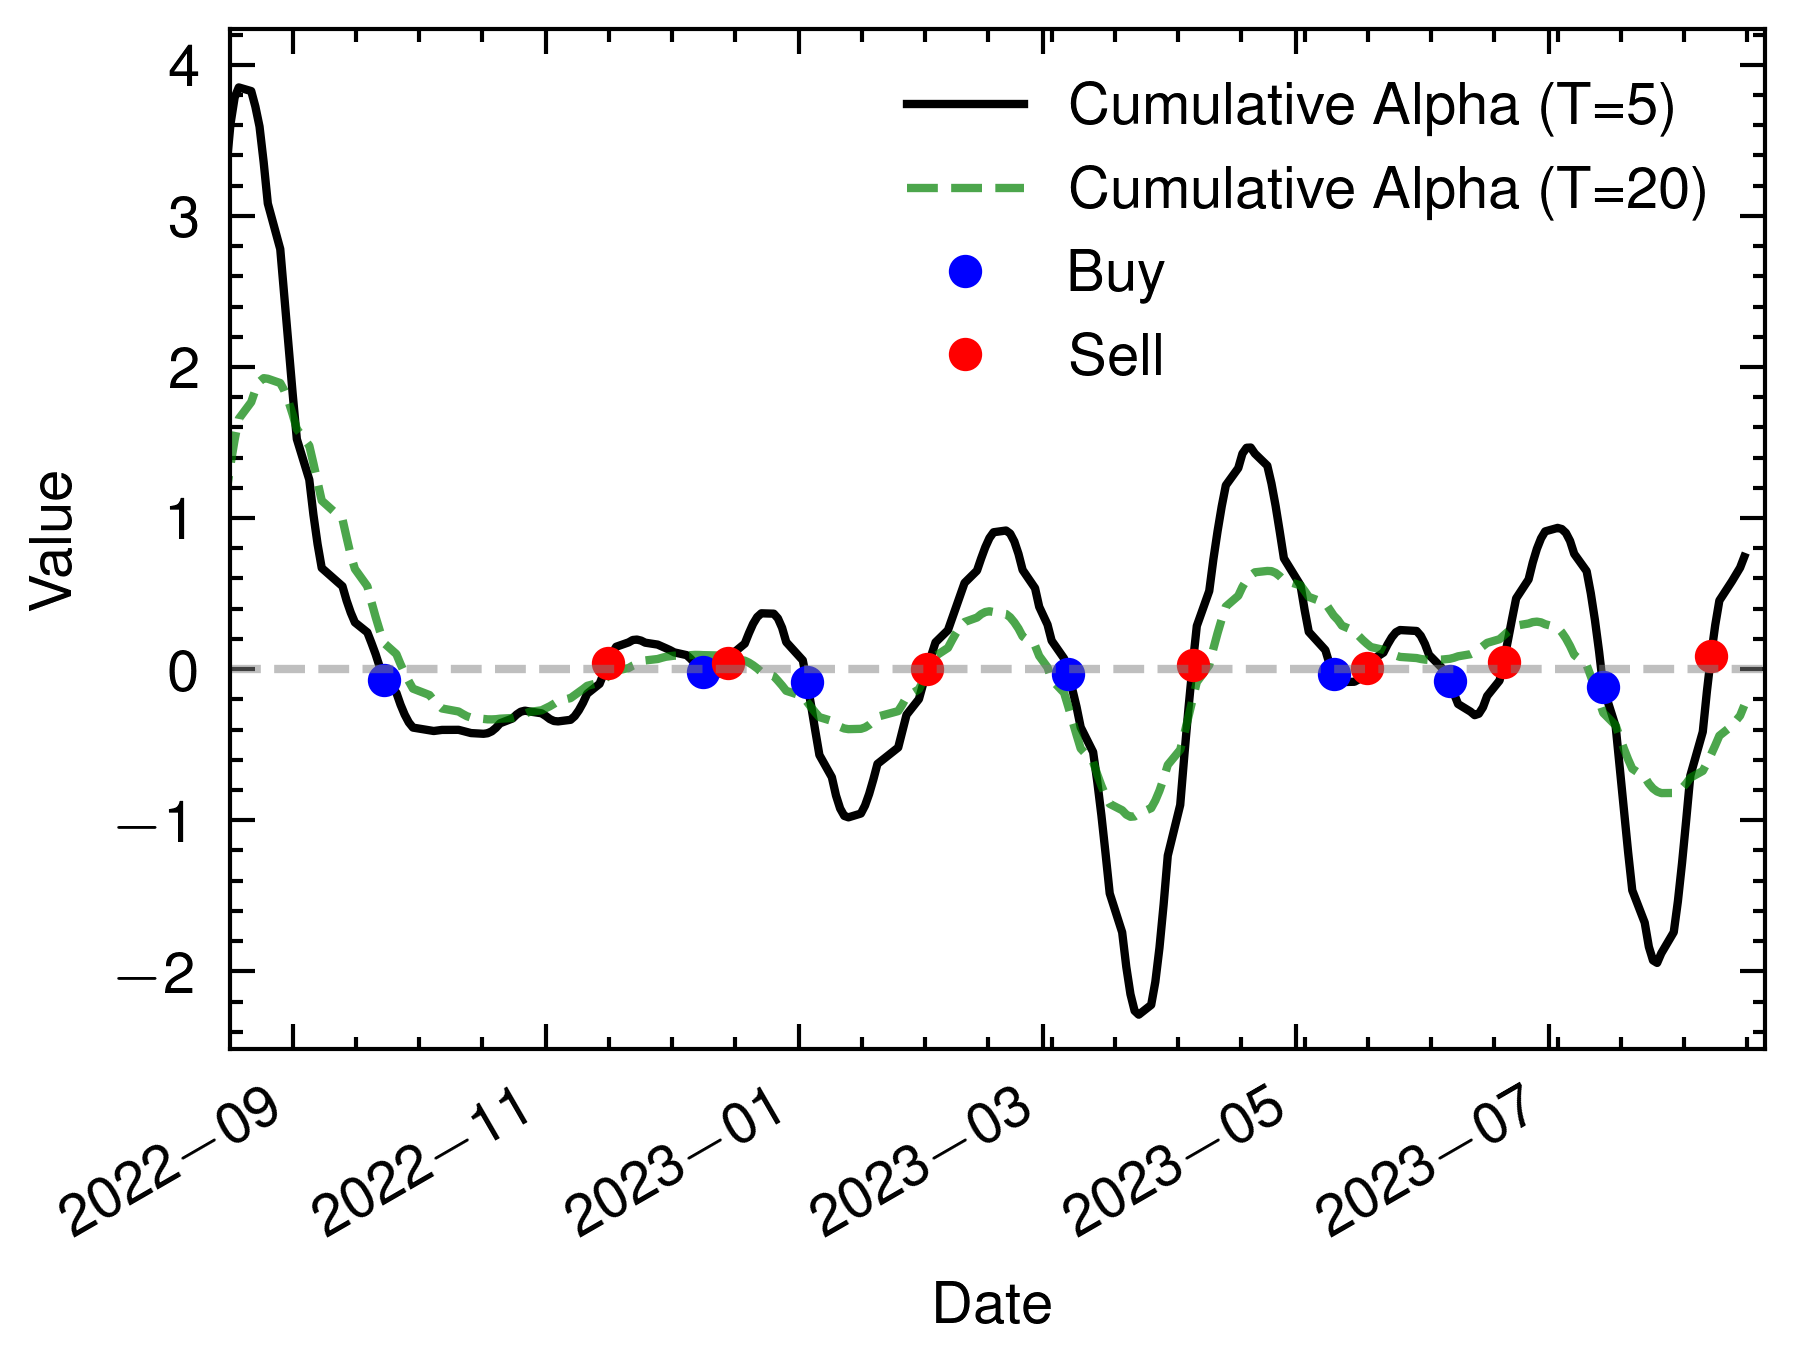 Cumulative Alpha (T=5)
Cumulative Alpha (T=20)
Buy
Sell
4
3
2
1
0
−1
−2
Value
2022−09
2022−11
2023−01
2023−03
2023−05
2023−07
Date